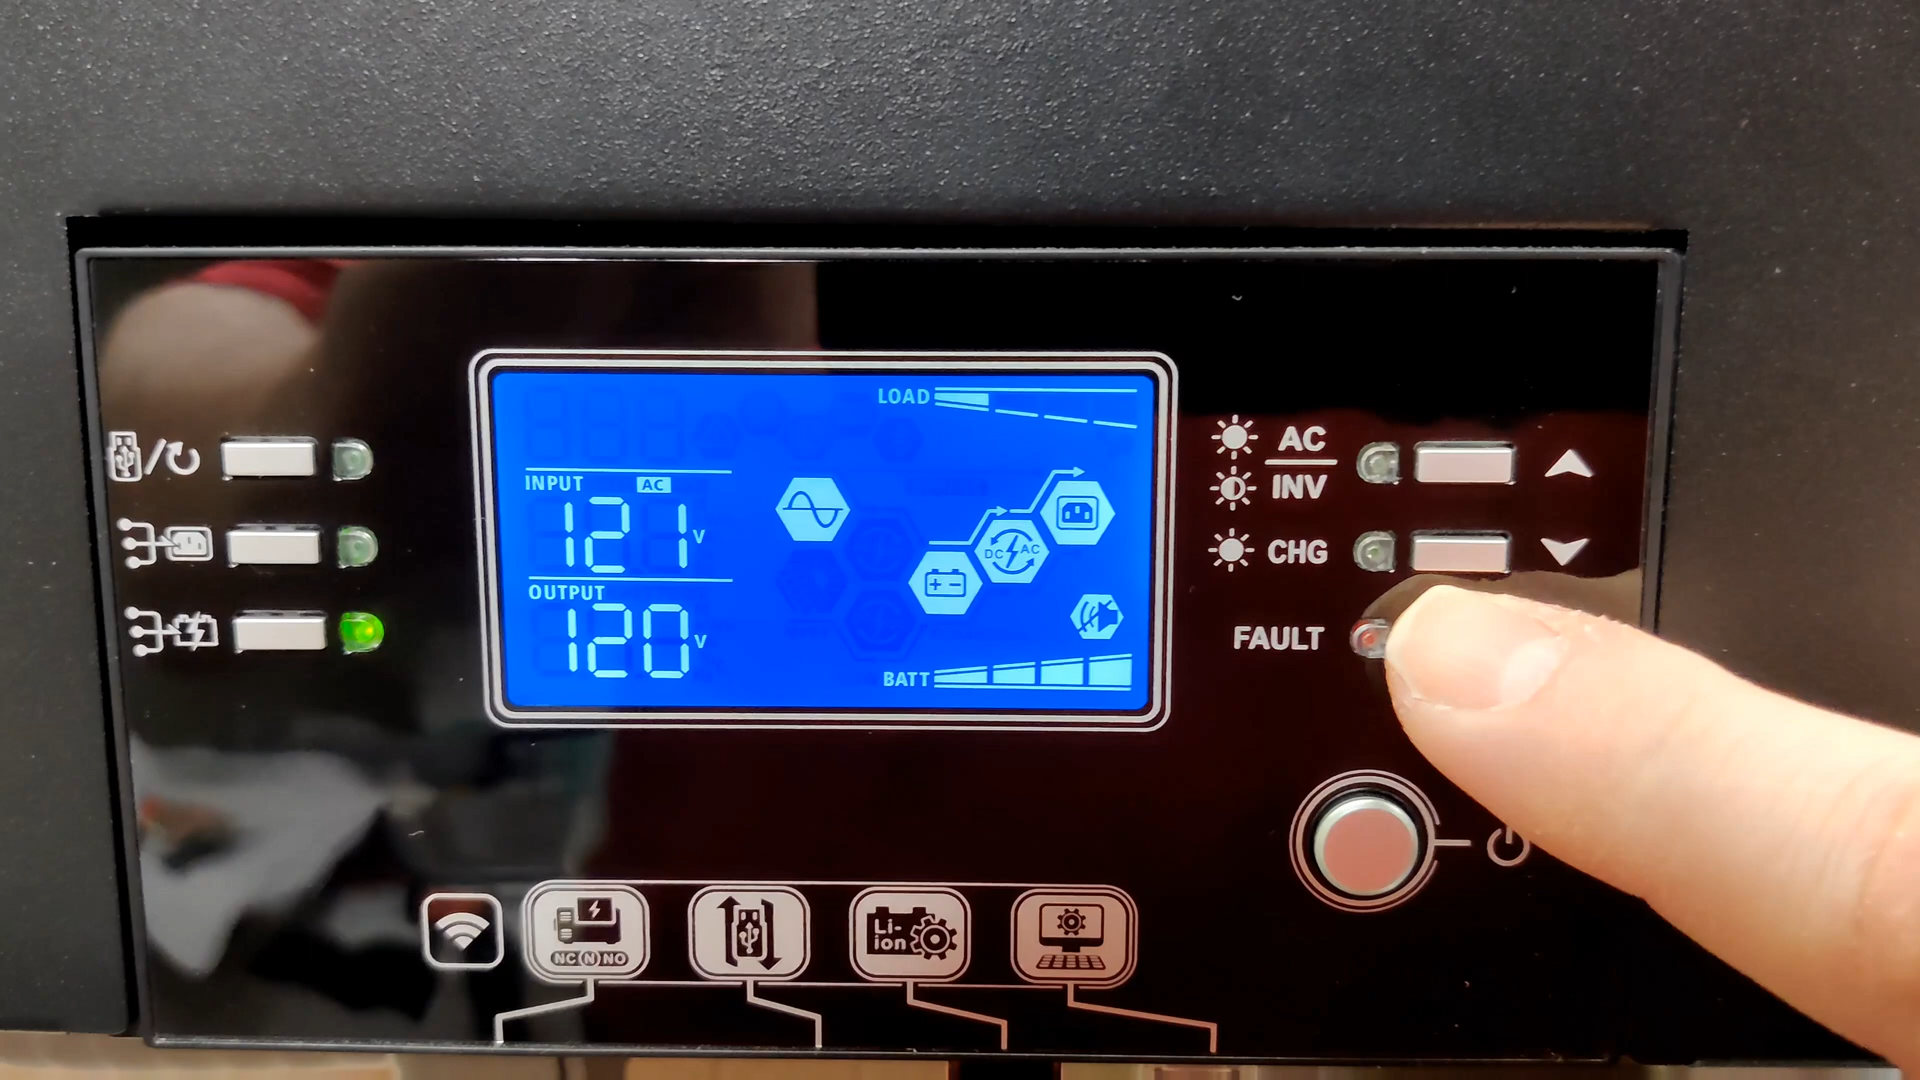 LOAD
INPUT AC
121 V
OUTPUT
120 V
DC AC
BATT
AC
INV
CHG
FAULT
NC N NO
Li-
ion